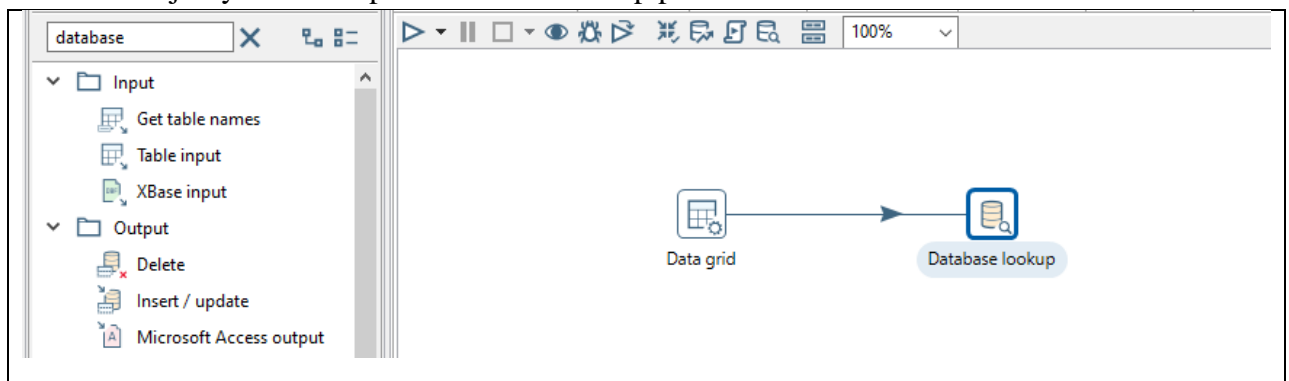 database
100%
Input
Get table names
Table input
XBase input
Output
Delete
Insert / update
Microsoft Access output
Data grid
Database lookup